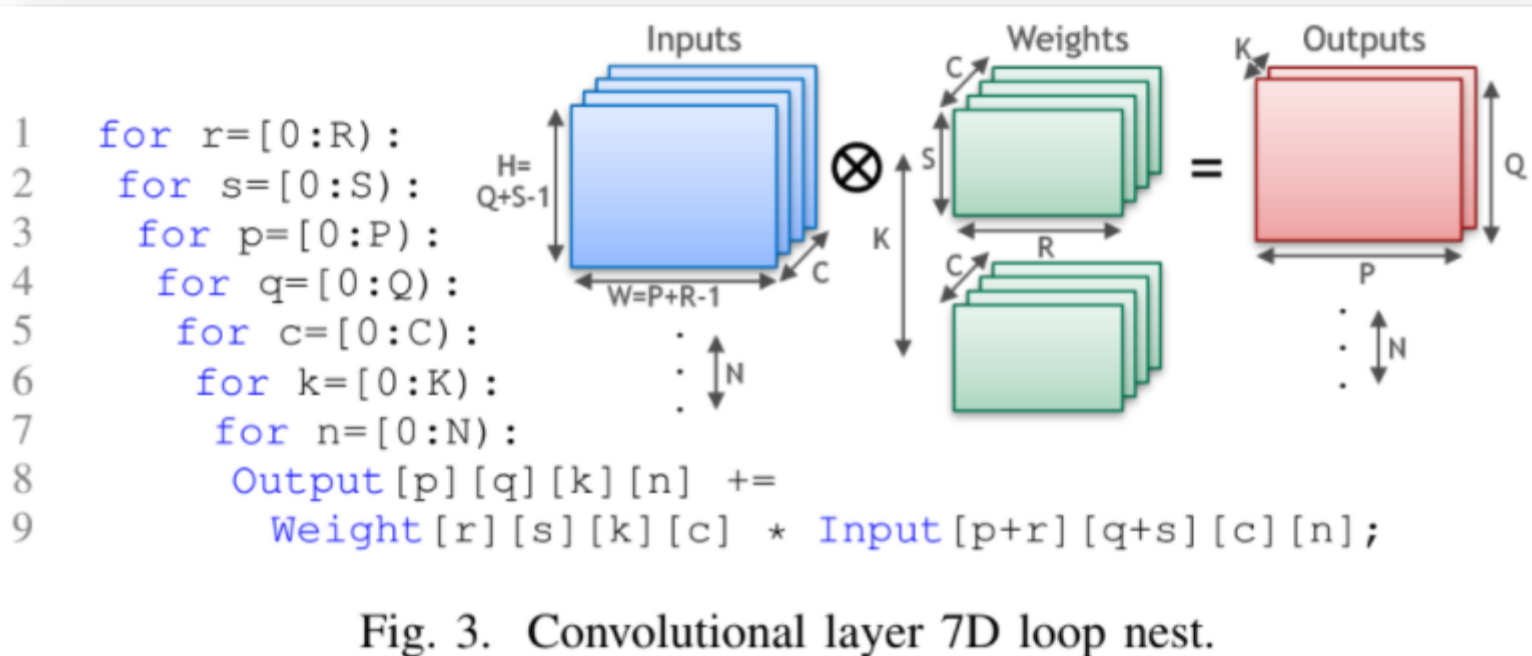 Inputs
Weights
Outputs
K
C
1 for r=[0:R):
2 for s=[0:S):
3 for p=[0:P):
4 for q=[0:Q):
5 for c=[0:C):
6 for k=[0:K):
7 for n=[0:N):
8 Output[p][q][k][n] +=
9 Weight[r][s][k][c] * Input[p+r][q+s][c][n];
H=
Q+S-1
W=P+R-1
C
N
S
K
R
C
=
Q
P
N
Fig. 3. Convolutional layer 7D loop nest.